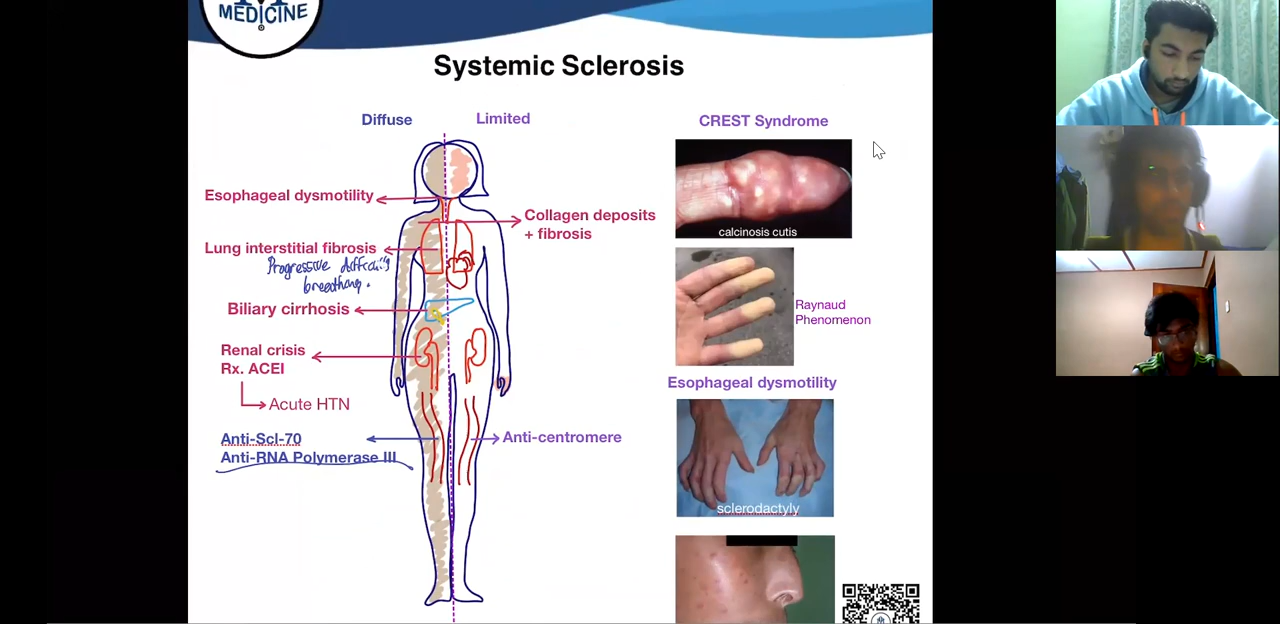 MEDICINE
Systemic Sclerosis
Diffuse
Limited
Esophageal dysmotility
Collagen deposits
+ fibrosis
Lung interstitial fibrosis
Progressive difficulty
breathing.
Biliary cirrhosis
Renal crisis
Rx. ACEI
Acute HTN
Anti-Scl-70
Anti-RNA Polymerase III
Anti-centromere
CREST Syndrome
calcinosis cutis
Raynaud
Phenomenon
Esophageal dysmotility
sclerodactyly